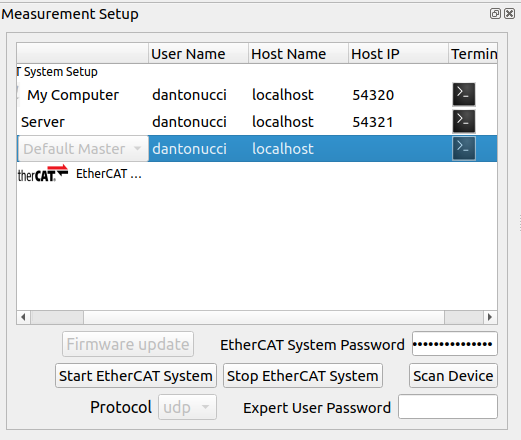 Measurement Setup
User Name Host Name Host IP Termin
T System Setup
My Computer dantonucci localhost 54320
Server dantonucci localhost 54321
Default Master dantonucci localhost
therCAT EtherCAT ...
Firmware update EtherCAT System Password
Start EtherCAT System Stop EtherCAT System Scan Device
Protocol udp Expert User Password